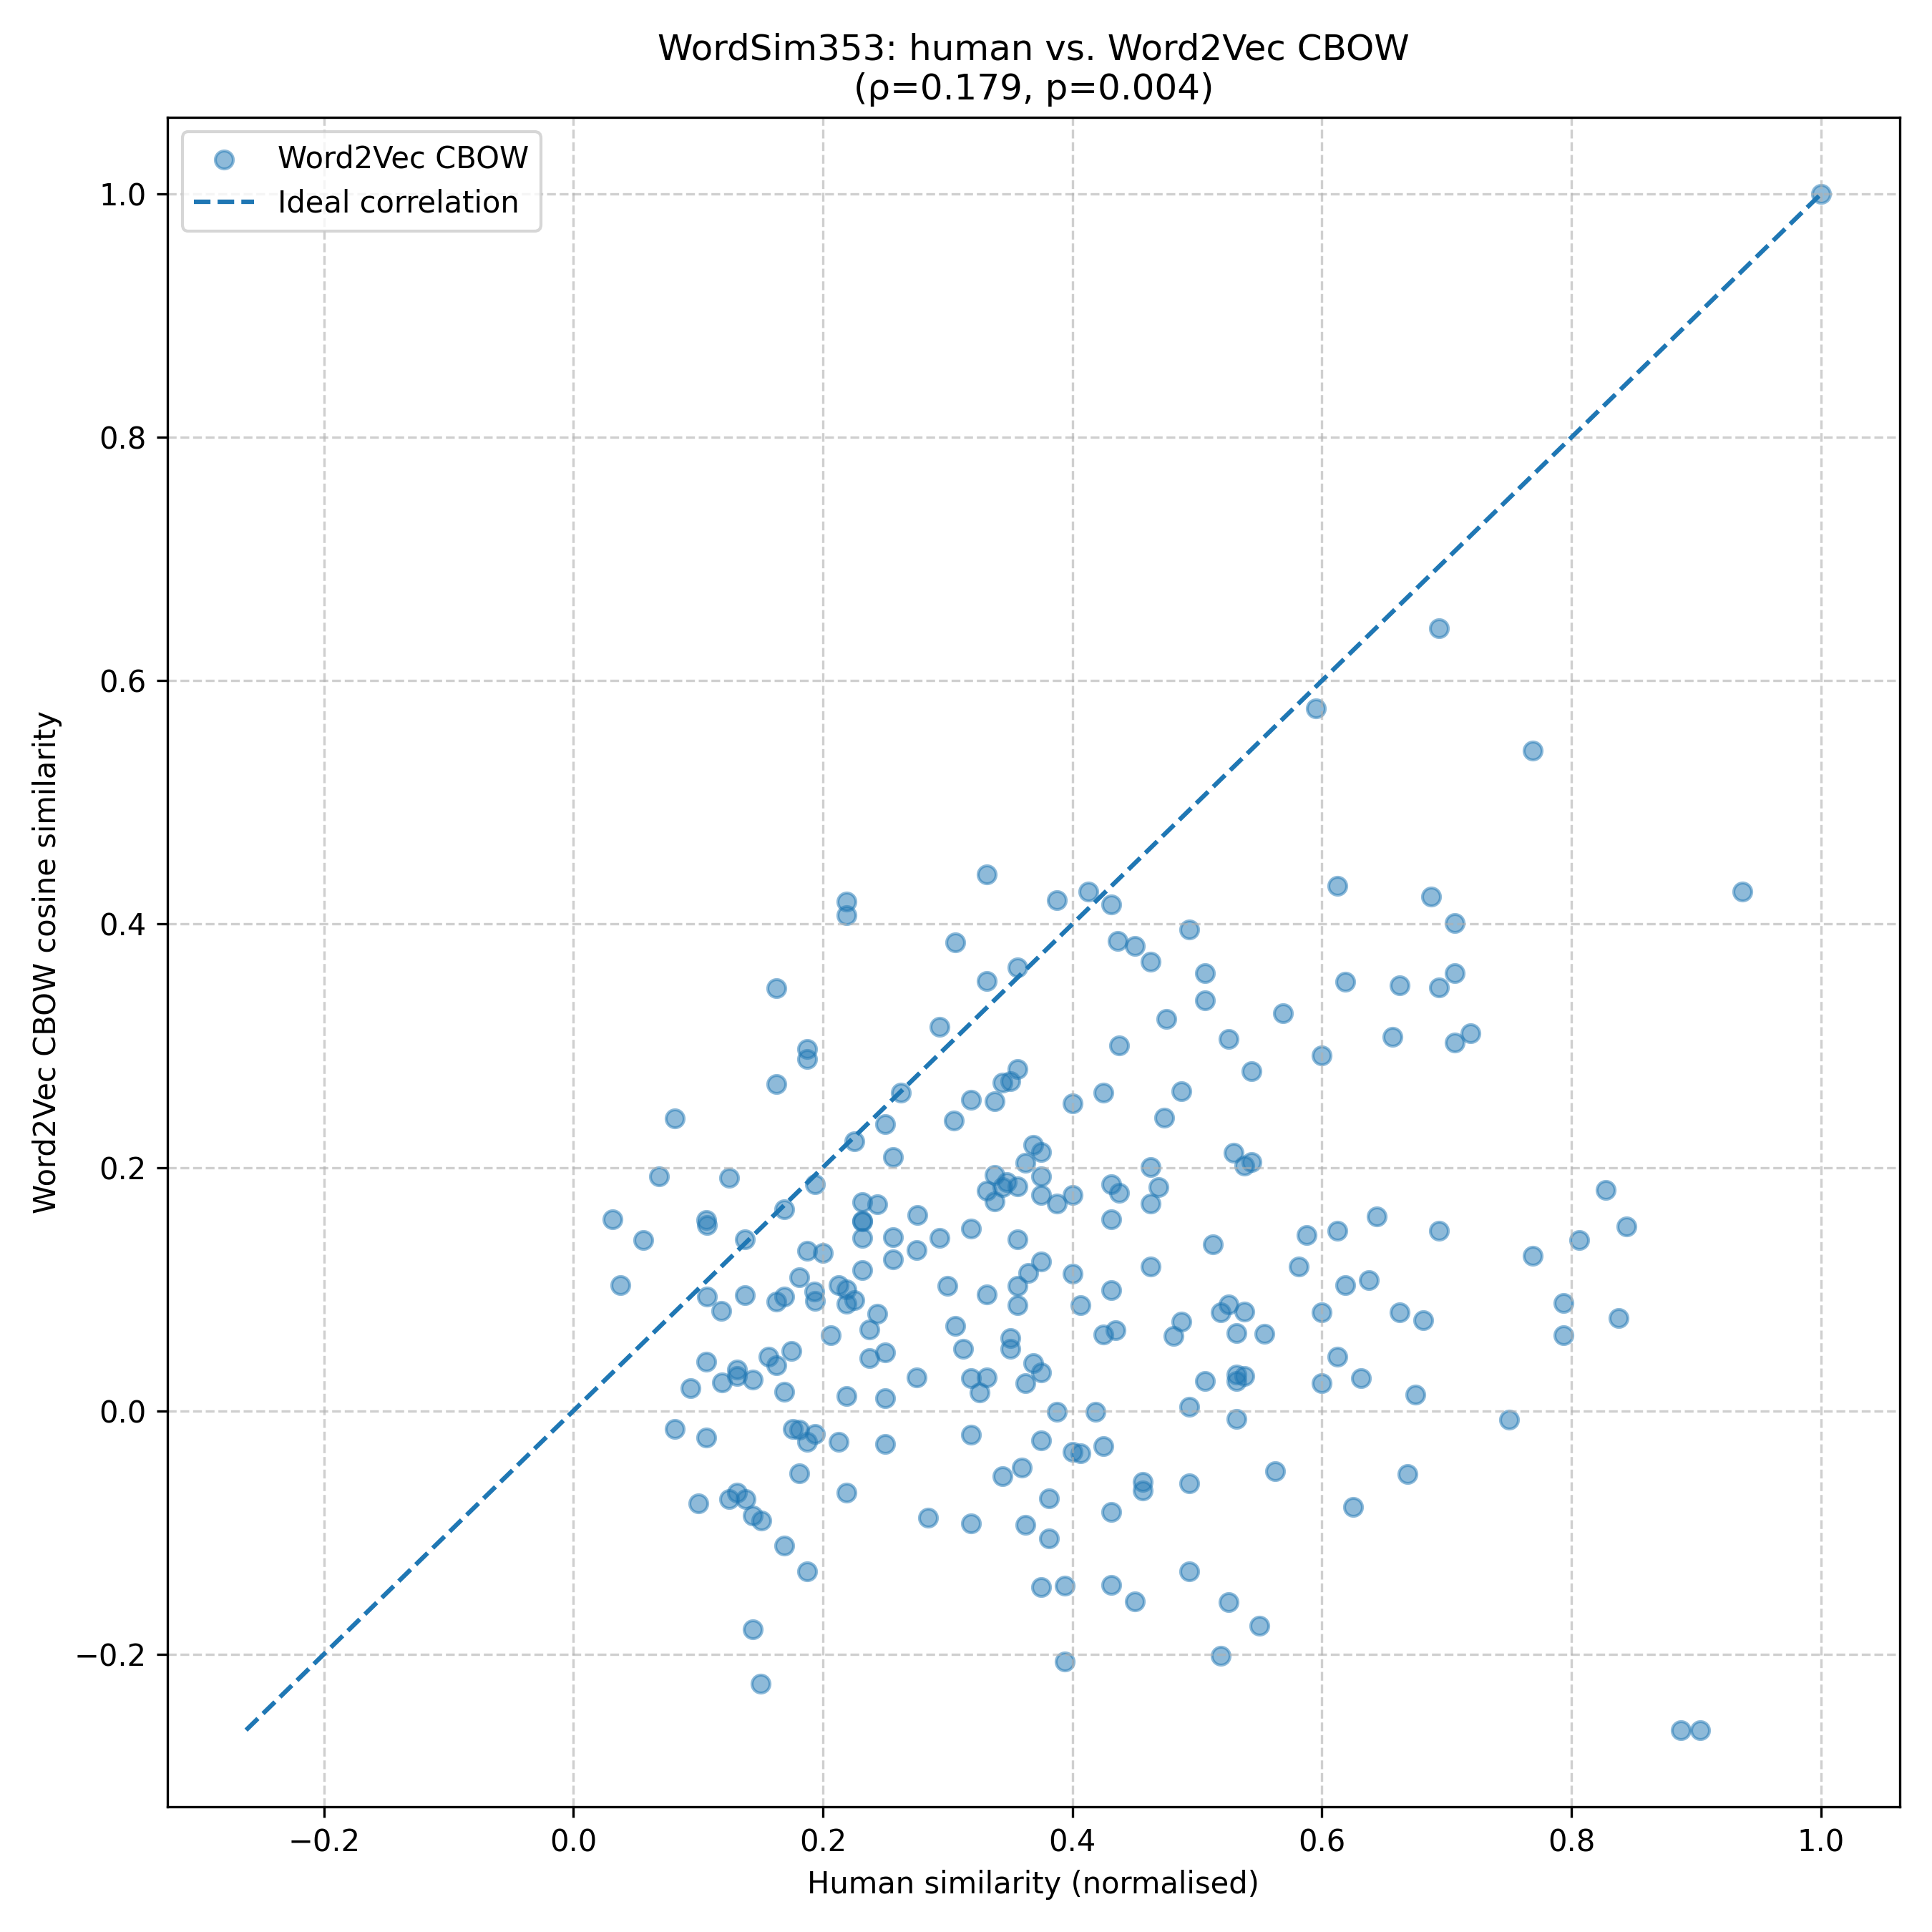 WordSim353: human vs. Word2Vec CBOW
(ρ=0.179, p=0.004)
Word2Vec CBOW
Ideal correlation
1.0
0.8
0.6
0.4
0.2
0.0
−0.2
Word2Vec CBOW cosine similarity
−0.2
0.0
0.2
0.4
0.6
0.8
1.0
Human similarity (normalised)